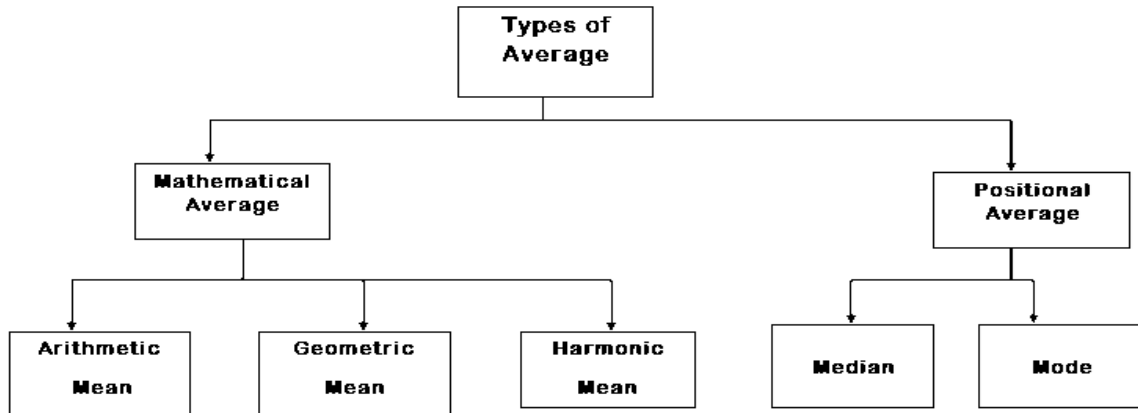 Types of
Average
Mathematical
Average
Positional
Average
Arithmetic
Mean
Geometric
Mean
Harmonic
Mean
Median
Mode